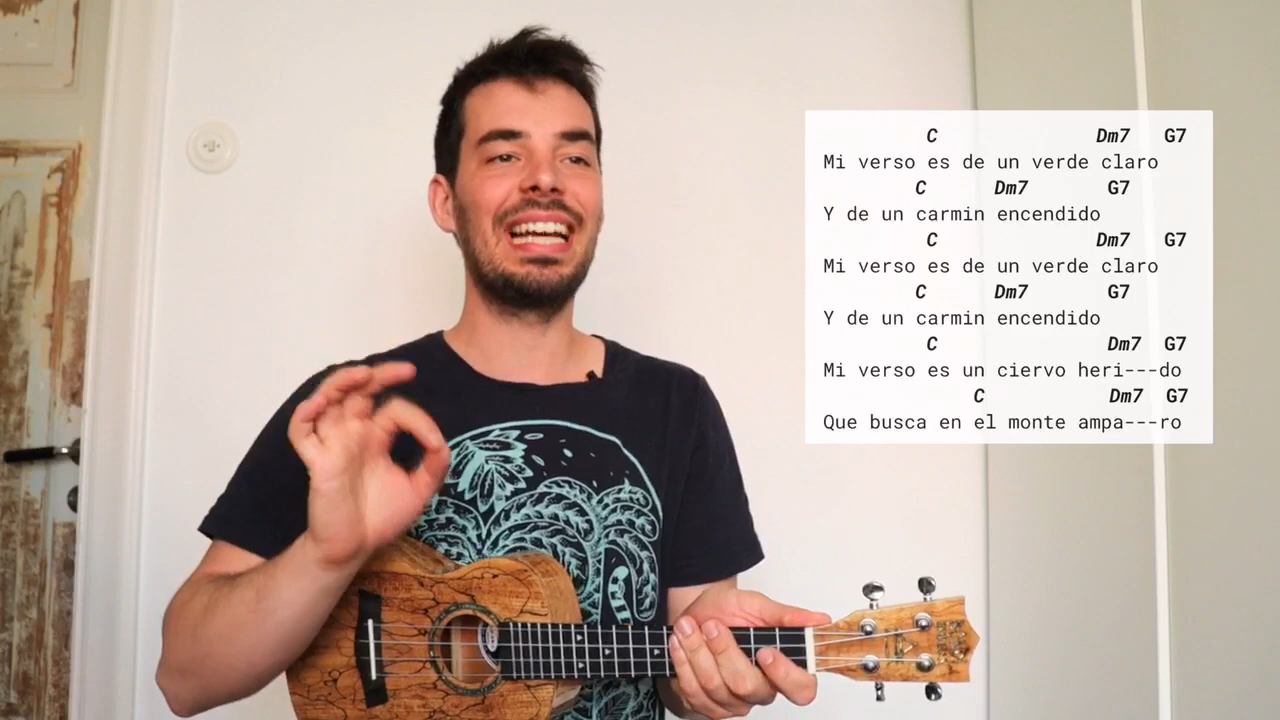 C Dm7 G7
Mi verso es de un verde claro
C Dm7 G7
Y de un carmin encendido
C Dm7 G7
Mi verso es de un verde claro
C Dm7 G7
Y de un carmin encendido
C Dm7 G7
Mi verso es un ciervo heri---do
C Dm7 G7
Que busca en el monte ampa---ro